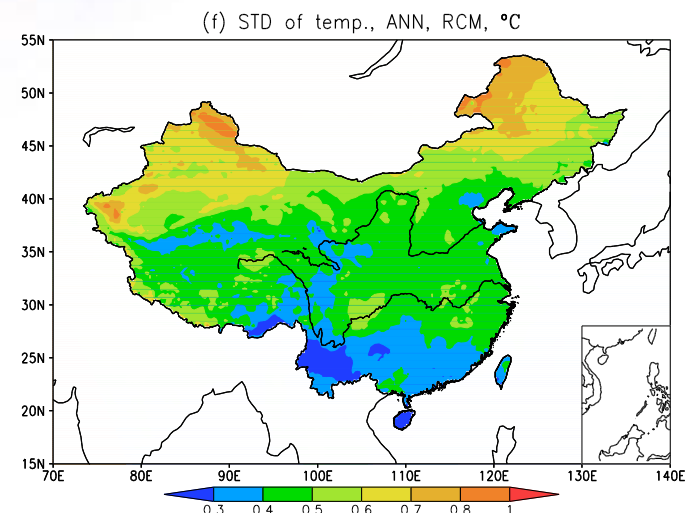 (f) STD of temp., ANN, RCM, °C
55N
50N
45N
40N
35N
30N
25N
20N
15N
70E 80E 90E 100E 110E 120E 130E 140E
0.3 0.4 0.5 0.6 0.7 0.8 1